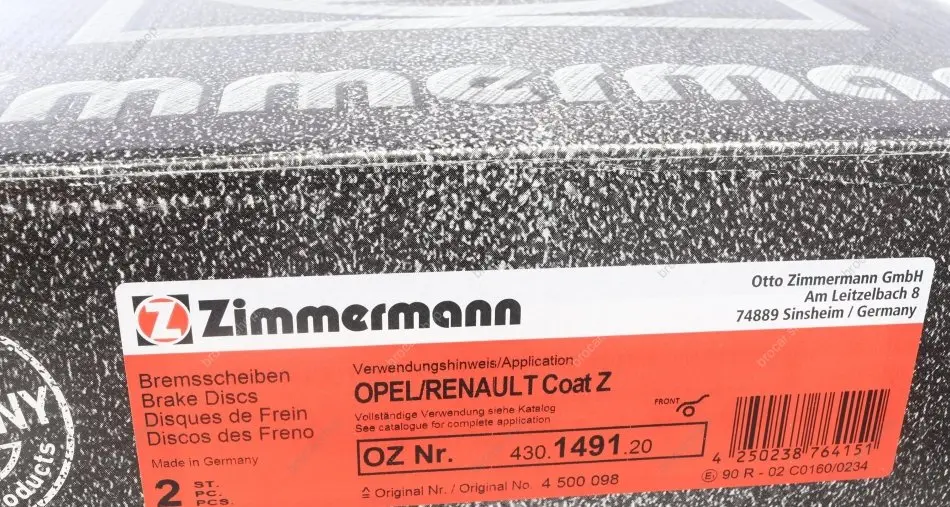 Zimmermann
Otto Zimmermann GmbH
Am Leitzelbach 8
74889 Sinsheim / Germany
Bremsscheiben
Brake Discs
Disques de Frein
Discos des Freno
Made in Germany
2 ST.
PC.
PCS.
Verwendungshinweis/Application
OPEL/RENAULT Coat Z
Vollständige Verwendung siehe Katalog
See catalogue for complete application
FRONT
OZ Nr. 430.1491.20
≙ Original Nr. / Original No. 4 500 098
4 250238 764151
E 90 R - 02 C0160/0234